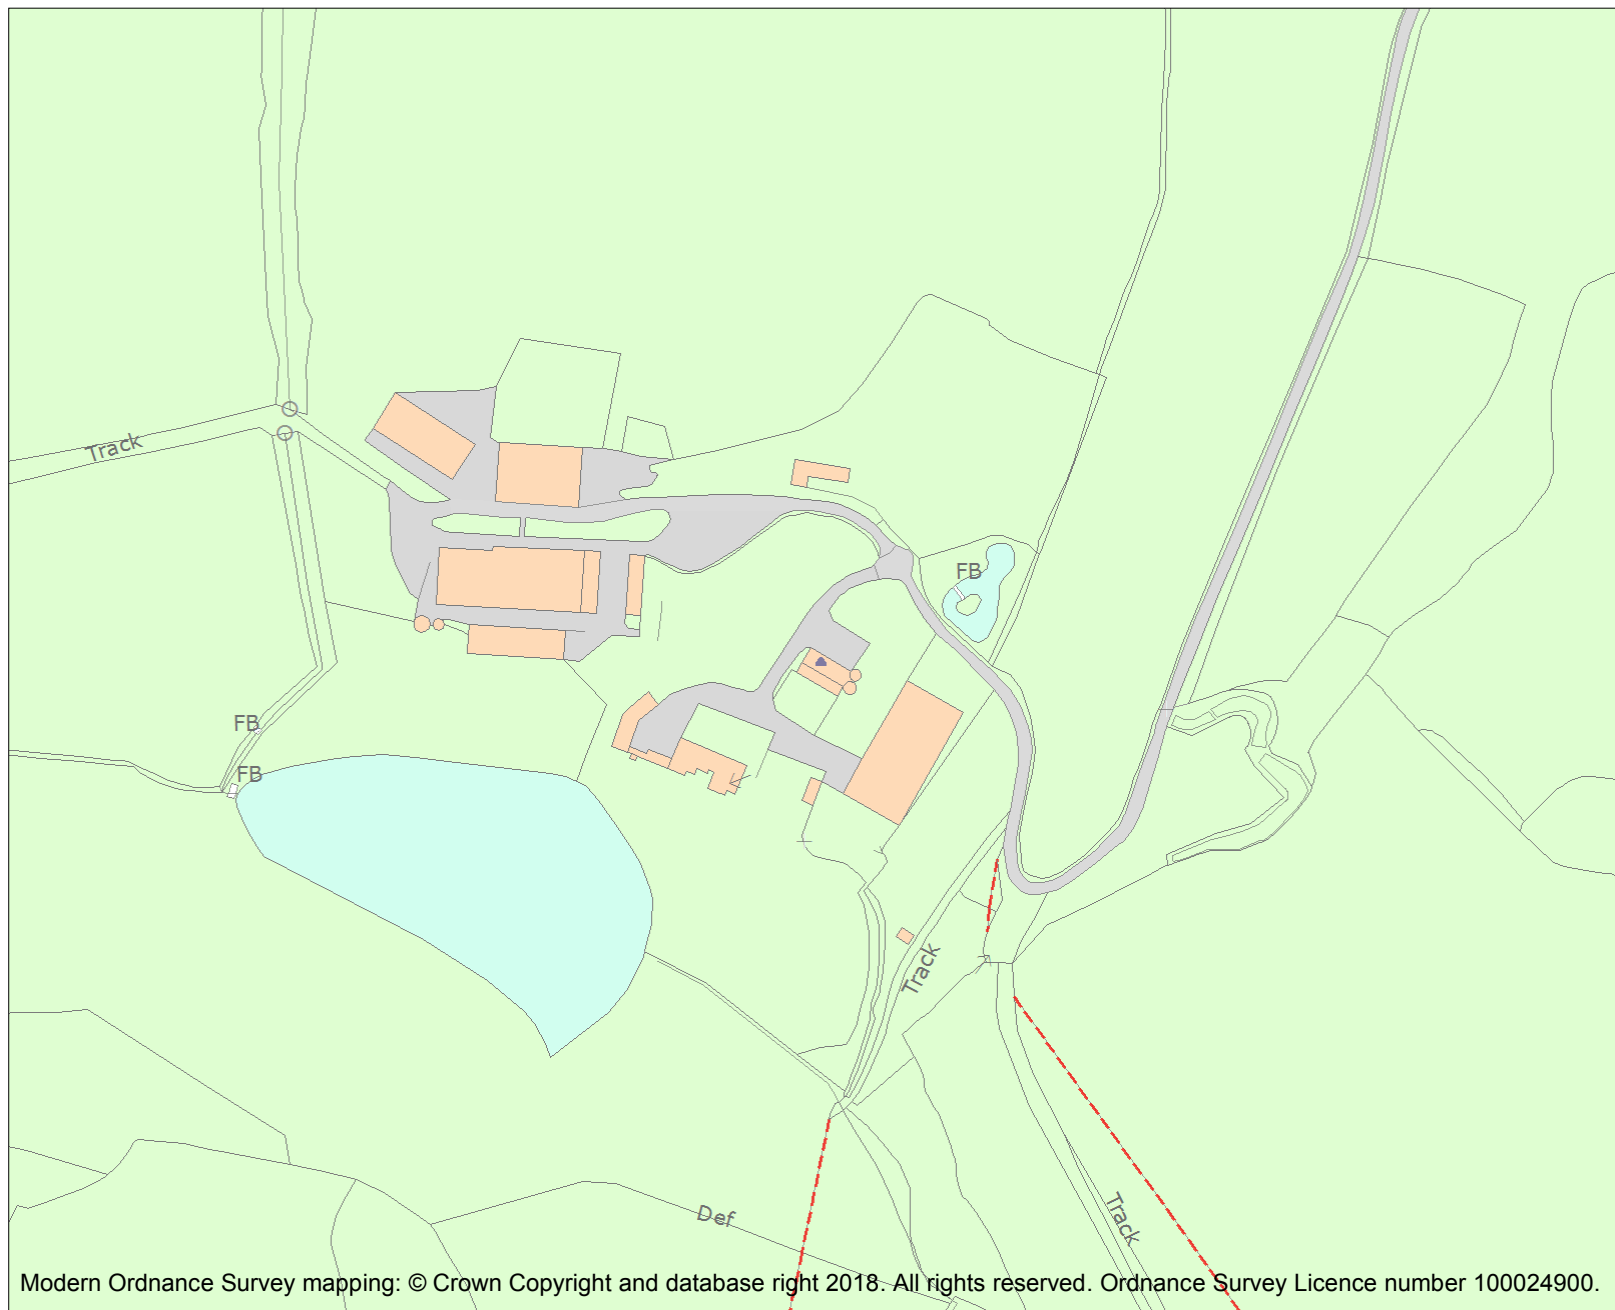 Track
FB
FB
FB
Track
Track
Def
Modern Ordnance Survey mapping: © Crown Copyright and database right 2018. All rights reserved. Ordnance Survey Licence number 100024900.